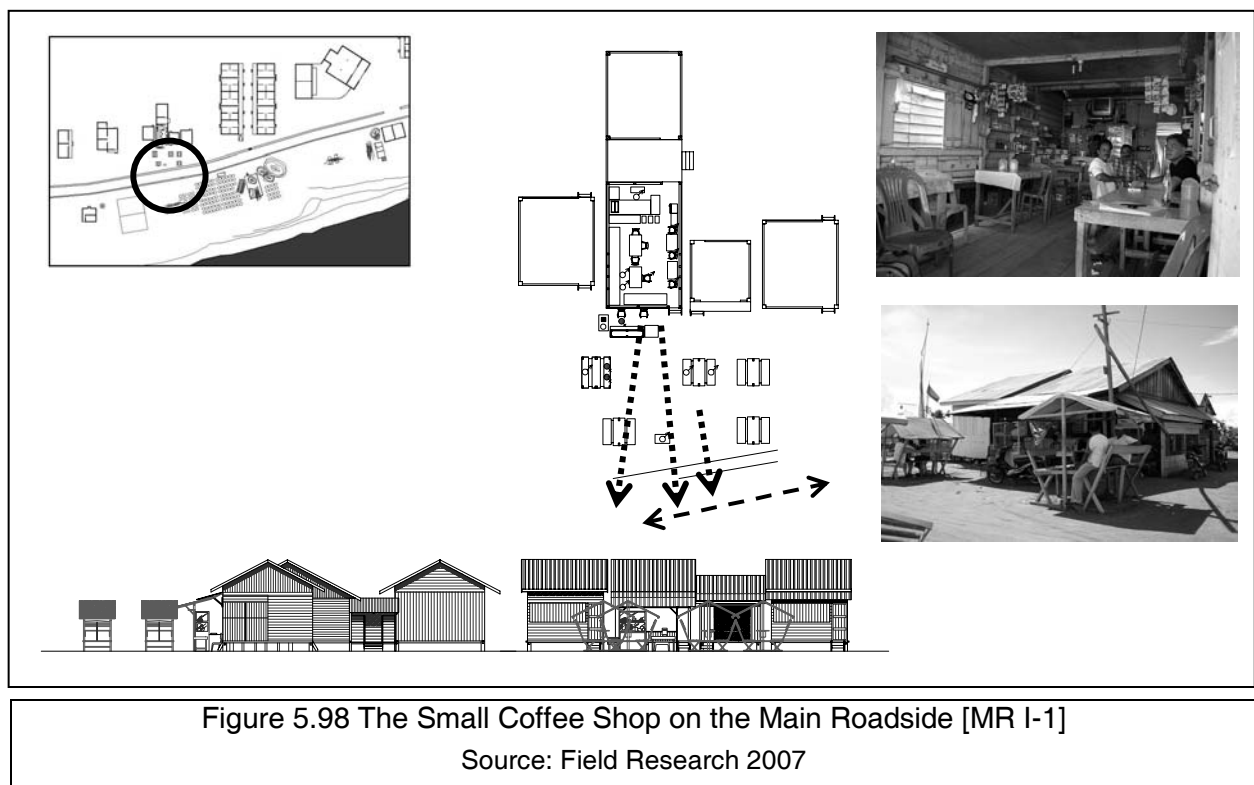 Figure 5.98 The Small Coffee Shop on the Main Roadside [MR I-1]
Source: Field Research 2007